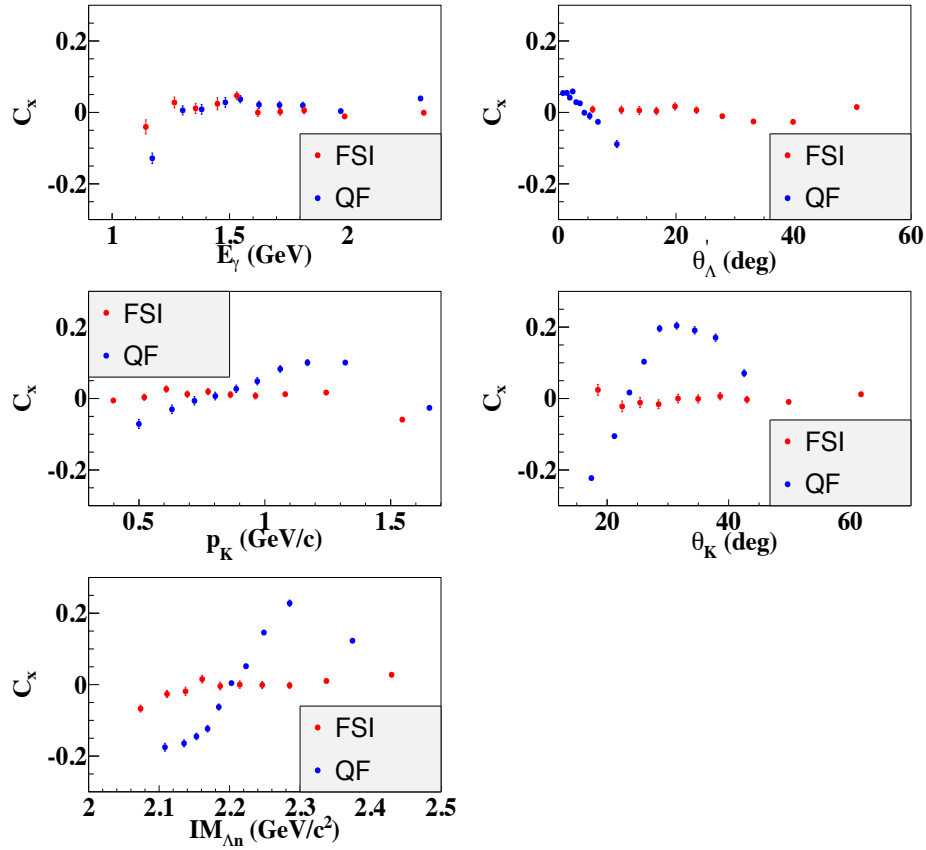 0.2
0
-0.2
C_x
FSI
QF
1
1.5
2
E_γ (GeV)
0.2
0
-0.2
C_x
FSI
QF
0
20
40
60
θ'_Λ (deg)
0.2
0
-0.2
C_x
FSI
QF
0.5
1
1.5
p_K (GeV/c)
0.2
0
-0.2
C_x
FSI
QF
20
40
60
θ_K (deg)
0.2
0
-0.2
C_x
FSI
QF
2
2.1
2.2
2.3
2.4
2.5
IM_Λn (GeV/c²)